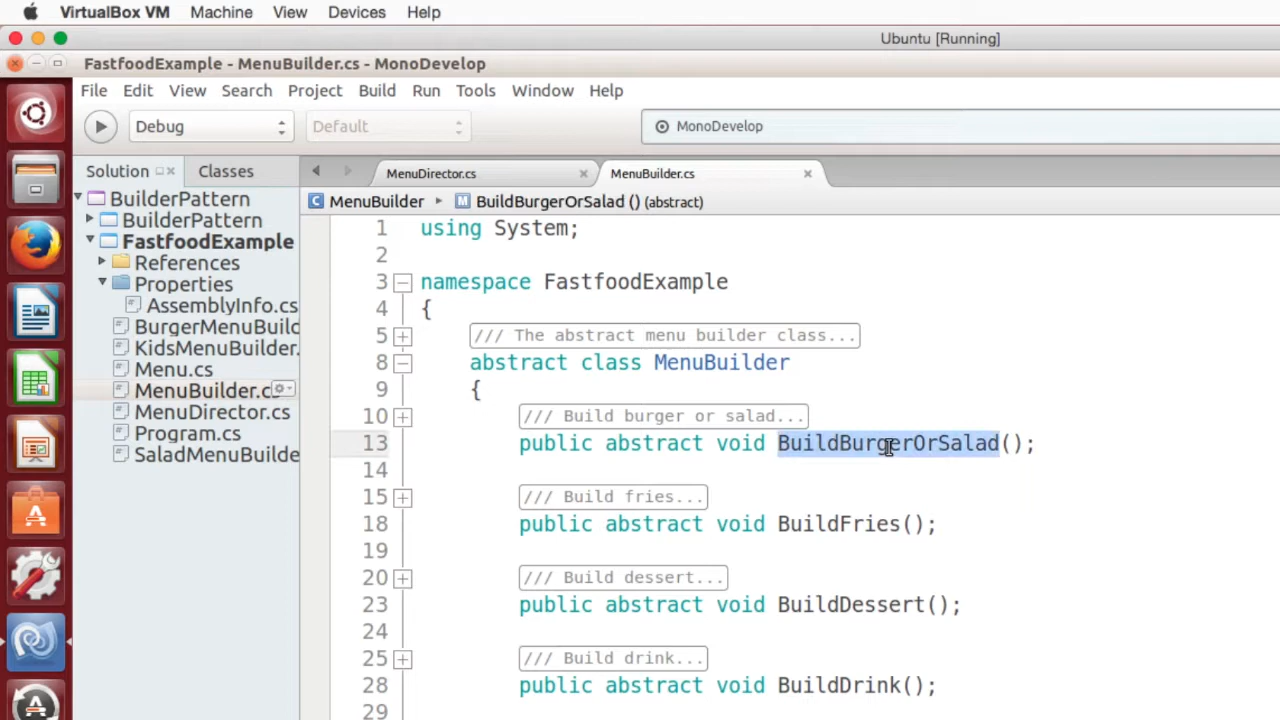 VirtualBox VM Machine View Devices Help
Ubuntu [Running]
FastfoodExample - MenuBuilder.cs - MonoDevelop
File Edit View Search Project Build Run Tools Window Help
Debug Default MonoDevelop
Solution Classes MenuDirector.cs MenuBuilder.cs
MenuBuilder BuildBurgerOrSalad () (abstract)
BuilderPattern
BuilderPattern
FastfoodExample
References
Properties
AssemblyInfo.cs
BurgerMenuBuild
KidsMenuBuilder.
Menu.cs
MenuBuilder.cs
MenuDirector.cs
Program.cs
SaladMenuBuilde
1 using System;
2
3 namespace FastfoodExample
4 {
5 /// The abstract menu builder class...
8 abstract class MenuBuilder
9 {
10 /// Build burger or salad...
13 public abstract void BuildBurgerOrSalad();
14
15 /// Build fries...
18 public abstract void BuildFries();
19
20 /// Build dessert...
23 public abstract void BuildDessert();
24
25 /// Build drink...
28 public abstract void BuildDrink();
29